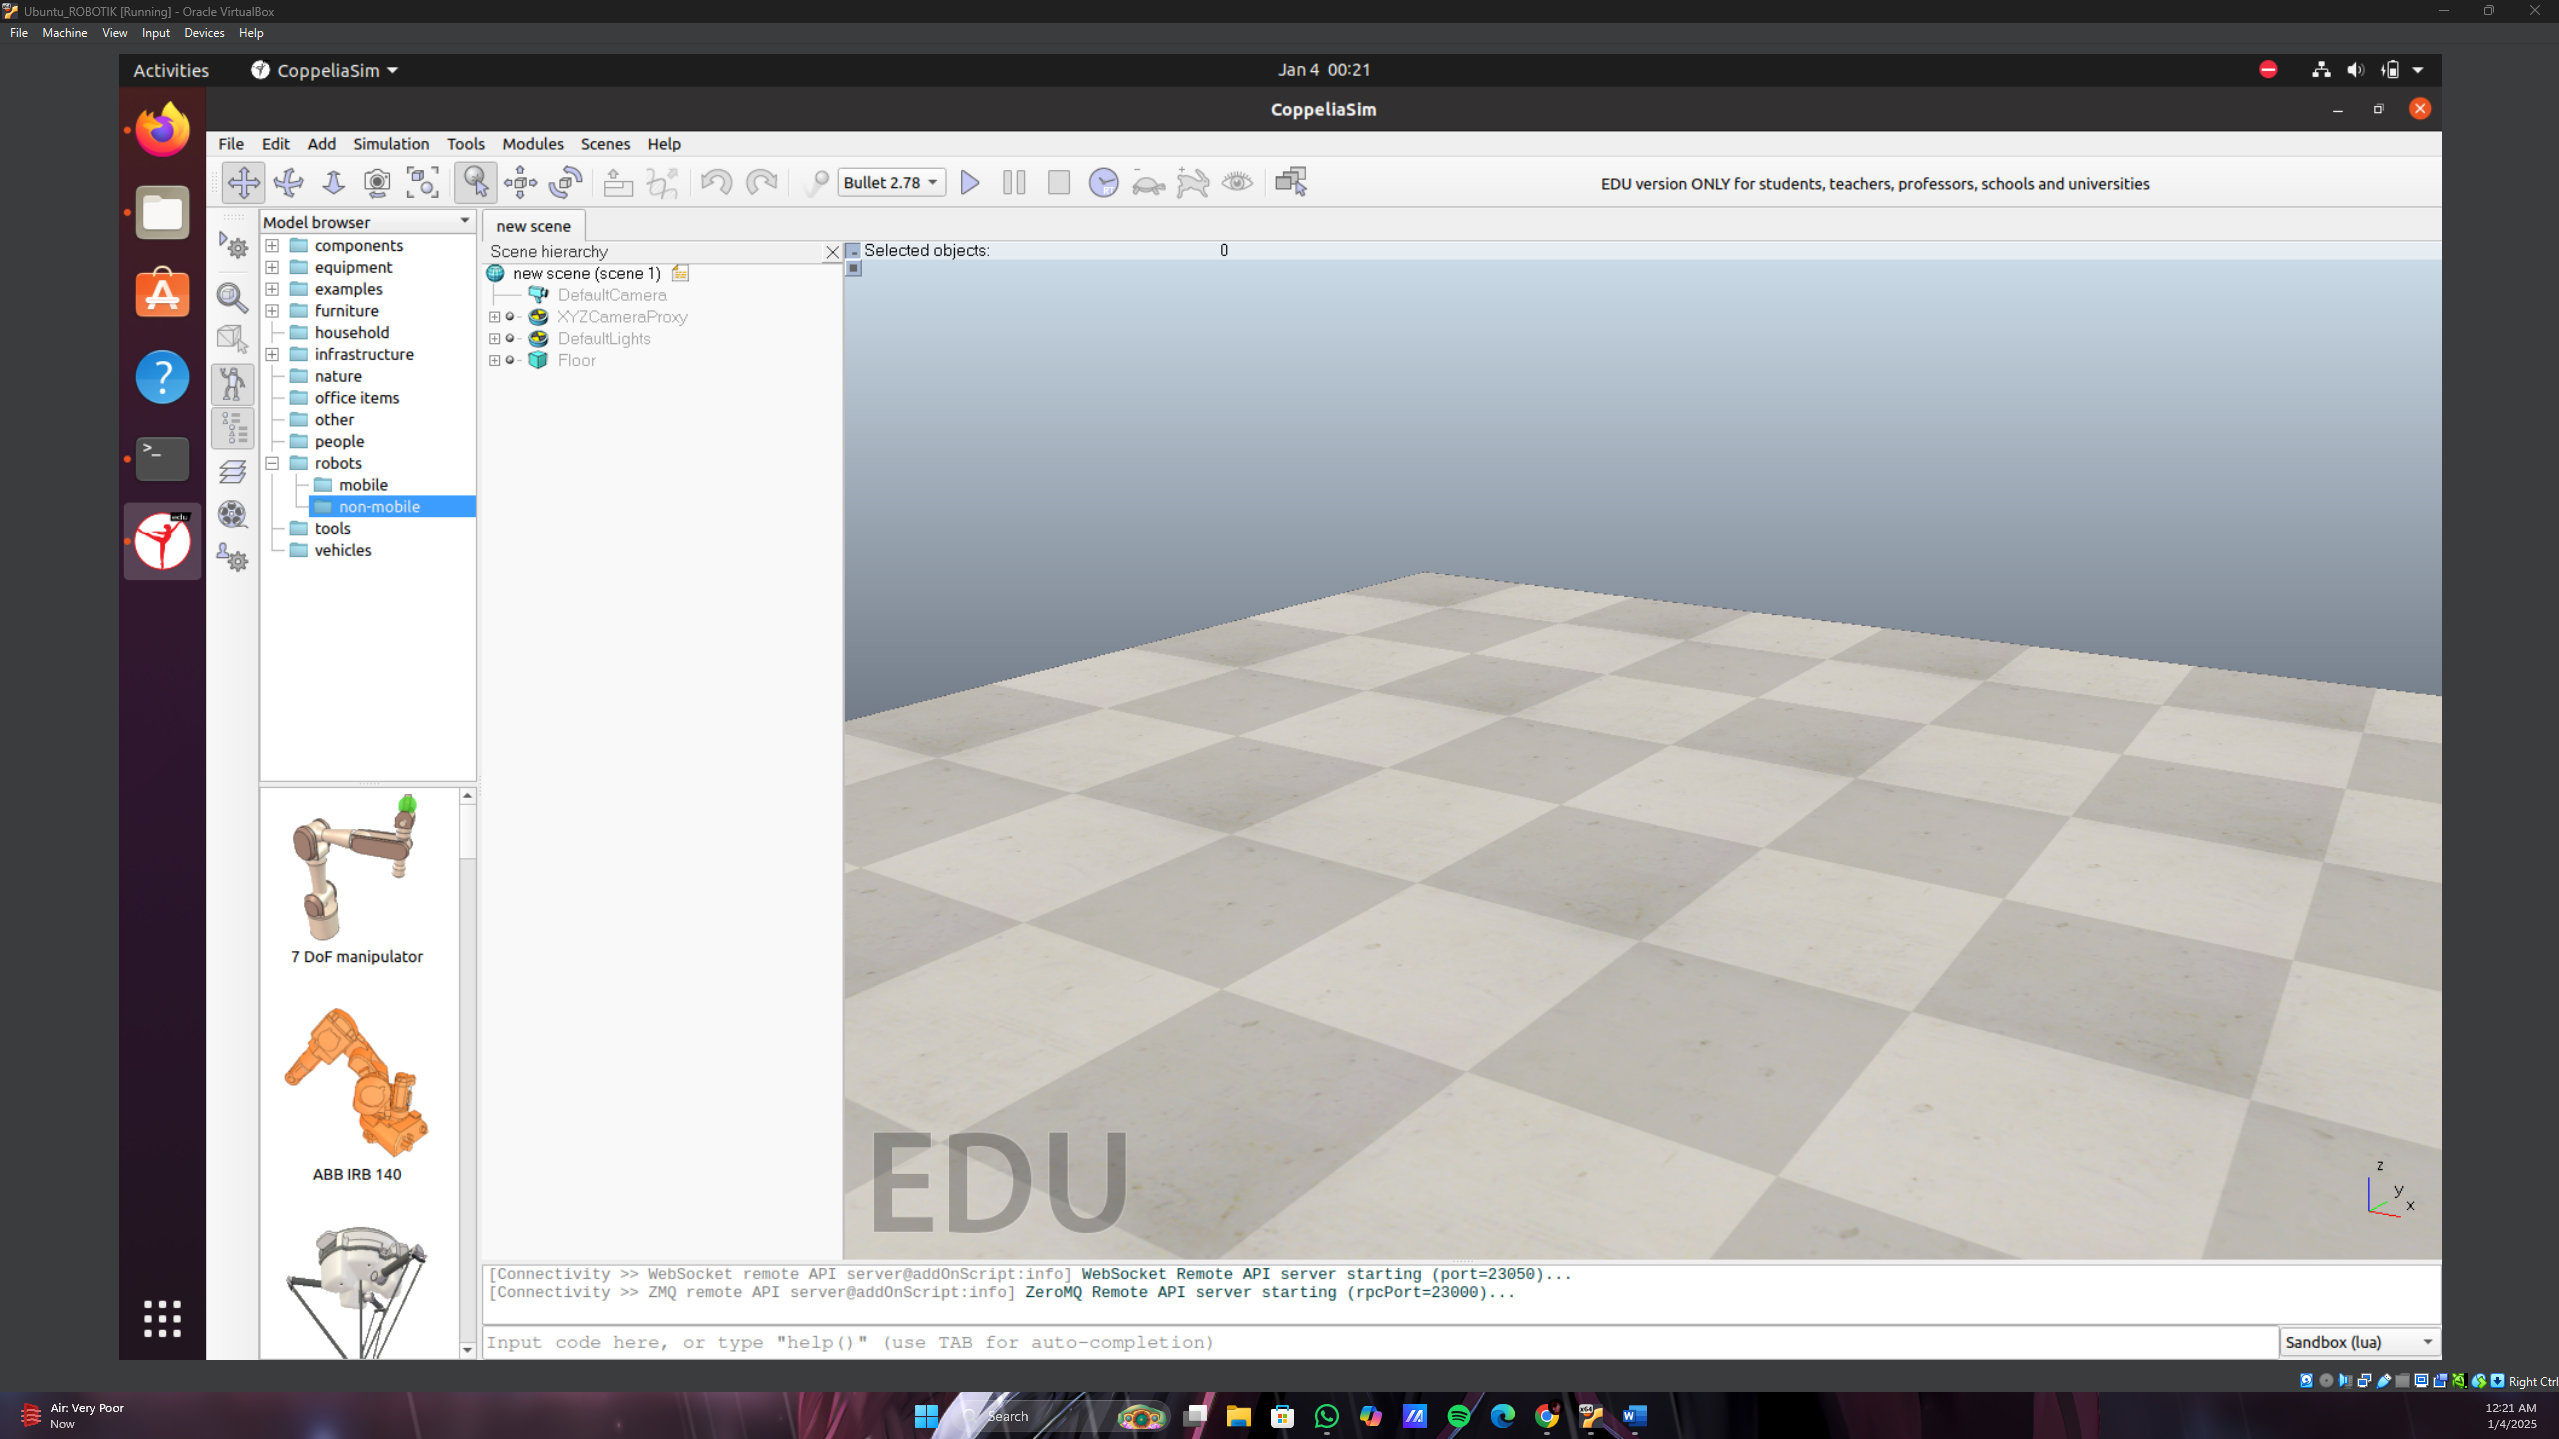 Ubuntu_ROBOTIK [Running] - Oracle VirtualBox
File Machine View Input Devices Help
Activities CoppeliaSim Jan 4 00:21
CoppeliaSim
File Edit Add Simulation Tools Modules Scenes Help
Bullet 2.78 RT EDU version ONLY for students, teachers, professors, schools and universities
Model browser
components
equipment
examples
furniture
household
infrastructure
nature
office items
other
people
robots
mobile
non-mobile
tools
vehicles
7 DoF manipulator
ABB IRB 140
new scene
Scene hierarchy
new scene (scene 1)
DefaultCamera
XYZCameraProxy
DefaultLights
Floor
Selected objects: 0
EDU
z
y
x
[Connectivity >> WebSocket remote API server@addOnScript:info] WebSocket Remote API server starting (port=23050)...
[Connectivity >> ZMQ remote API server@addOnScript:info] ZeroMQ Remote API server starting (rpcPort=23000)...
Input code here, or type "help()" (use TAB for auto-completion)
Sandbox (lua)
edu
Right Ctrl
Air: Very Poor
Now
Search
12:21 AM
1/4/2025